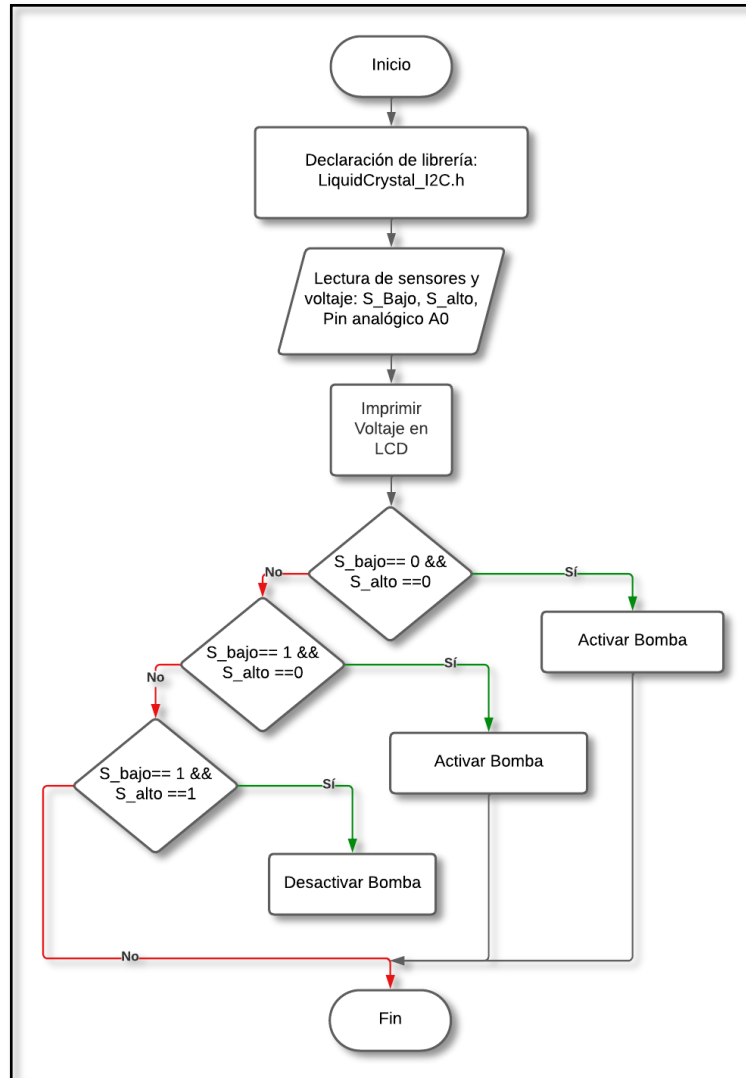 Inicio
Declaración de librería:
LiquidCrystal_I2C.h
Lectura de sensores y
voltaje: S_Bajo, S_alto,
Pin analógico A0
Imprimir
Voltaje en
LCD
S_bajo== 0 &&
S_alto ==0
No
Sí
Activar Bomba
S_bajo== 1 &&
S_alto ==0
No
Sí
Activar Bomba
S_bajo== 1 &&
S_alto ==1
Sí
Desactivar Bomba
No
Fin